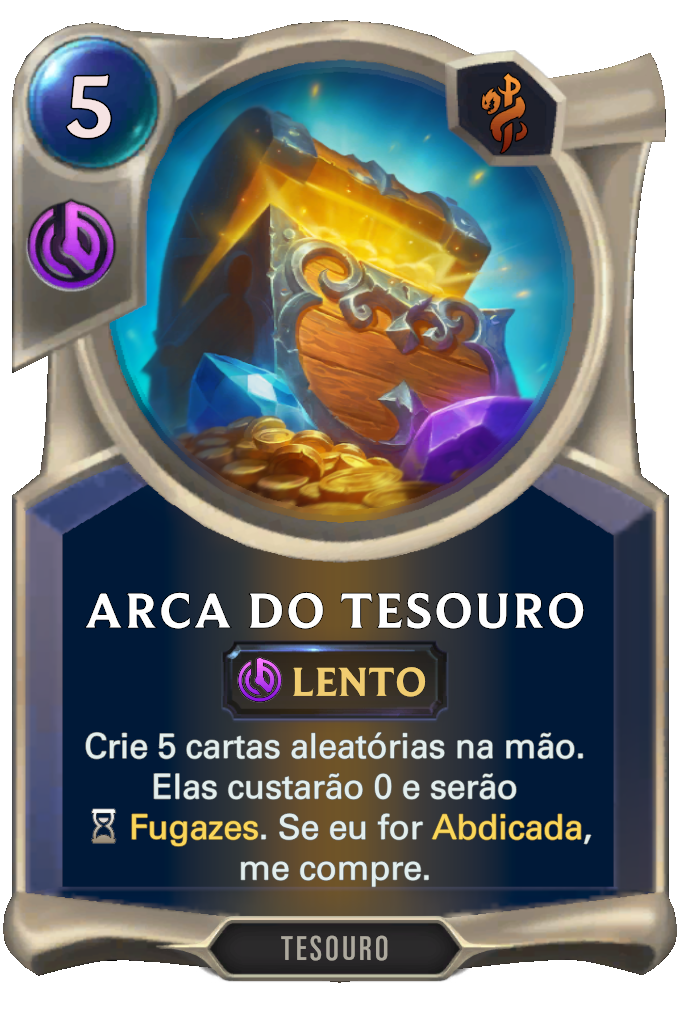 5
ARCA DO TESOURO
LENTO
Crie 5 cartas aleatórias na mão.
Elas custarão 0 e serão
Fugazes. Se eu for Abdicada,
me compre.
TESOURO